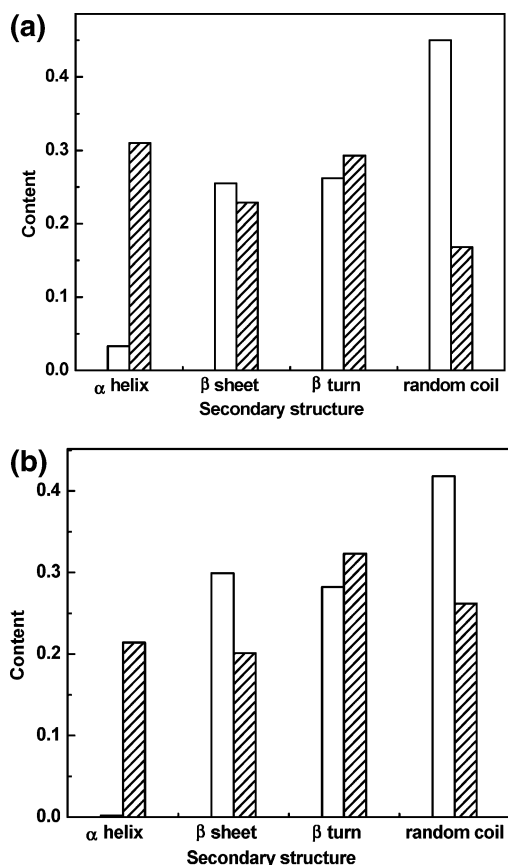 (a)
0.4
0.3
0.2
0.1
0.0
Content
α helix β sheet β turn random coil
Secondary structure
(b)
0.4
0.3
0.2
0.1
0.0
Content
α helix β sheet β turn random coil
Secondary structure